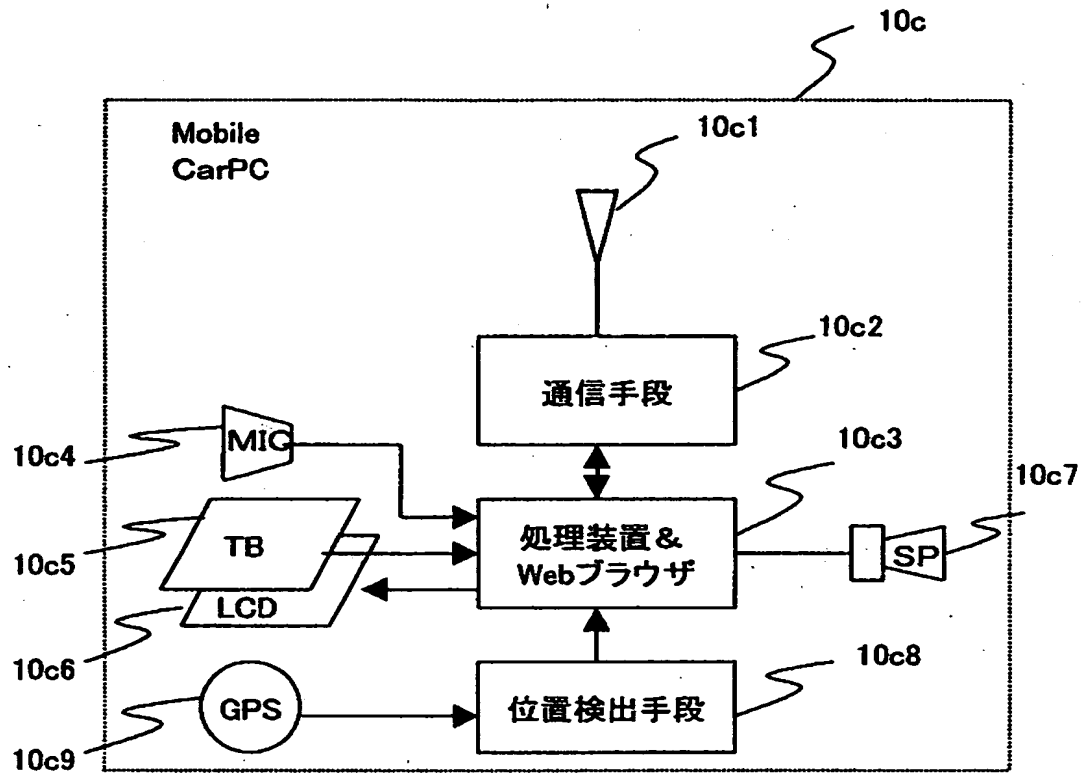 10c
Mobile
CarPC
10c1
10c2
通信手段
MIC
10c4
10c3
10c7
処理装置&
Webブラウザ
SP
TB
10c5
LCD
10c6
10c8
GPS
位置検出手段
10c9